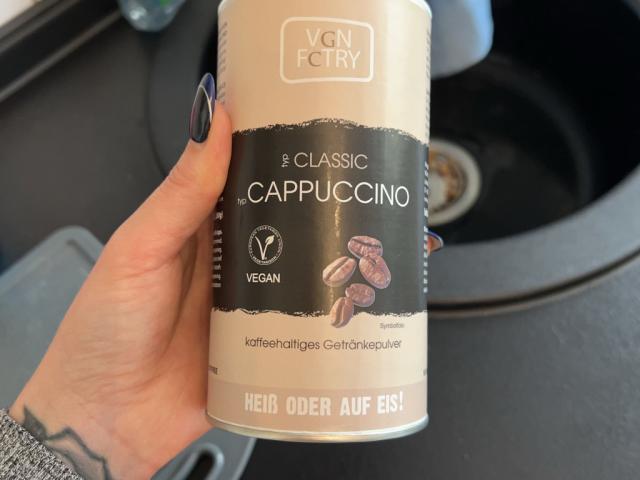 VGN
FCTRY
typ CLASSIC
typ CAPPUCCINO
VEGAN
Symbolfoto
kaffeehaltiges Getränkepulver
HEIß ODER AUF EIS!